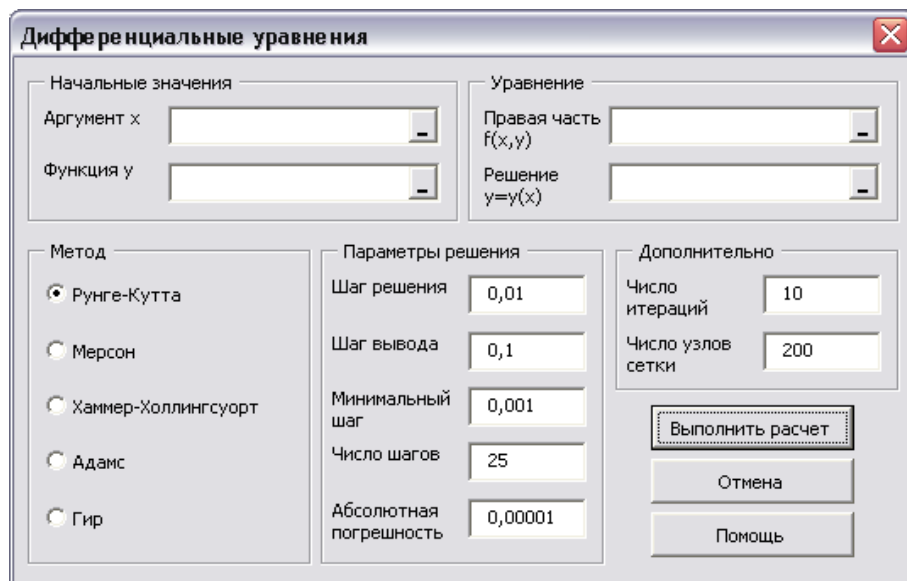 Дифференциальные уравнения
Начальные значения
Аргумент x
Функция y
Уравнение
Правая часть
f(x,y)
Решение
y=y(x)
Метод
Рунге-Кутта
Мерсон
Хаммер-Холлингсуорт
Адамс
Гир
Параметры решения
Шаг решения
0,01
Шаг вывода
0,1
Минимальный
шаг
0,001
Число шагов
25
Абсолютная
погрешность
0,00001
Дополнительно
Число
итераций
10
Число узлов
сетки
200
Выполнить расчет
Отмена
Помощь